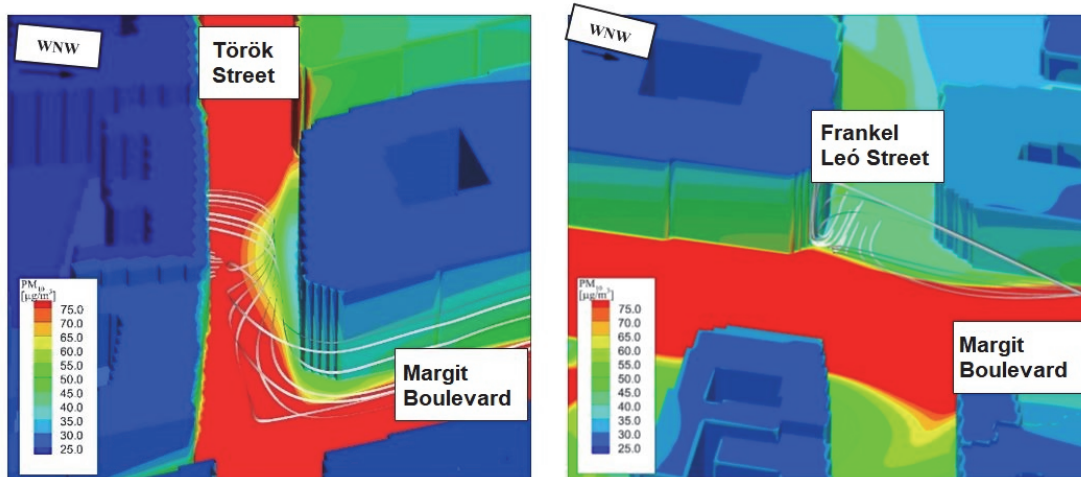 WNW
Török
Street
PM₁₀
[µg/m³]
75.0
70.0
65.0
60.0
55.0
50.0
45.0
40.0
35.0
30.0
25.0
Margit
Boulevard
WNW
Frankel
Leó Street
PM₁₀
[µg/m³]
75.0
70.0
65.0
60.0
55.0
50.0
45.0
40.0
35.0
30.0
25.0
Margit
Boulevard